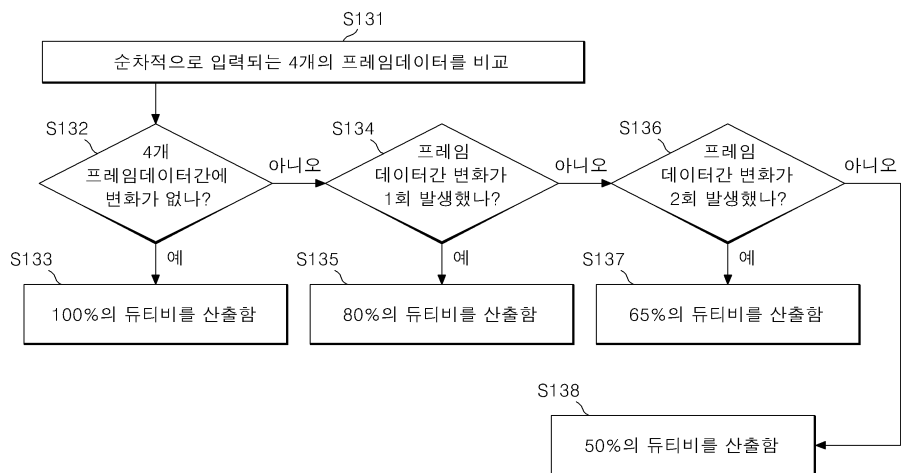 S131
순차적으로 입력되는 4개의 프레임데이터를 비교
S132
4개
프레임데이터간에
변화가 없나?
아니오
S134
프레임
데이터간 변화가
1회 발생했나?
아니오
S136
프레임
데이터간 변화가
2회 발생했나?
아니오
예
예
예
S133
100%의 듀티비를 산출함
S135
80%의 듀티비를 산출함
S137
65%의 듀티비를 산출함
S138
50%의 듀티비를 산출함